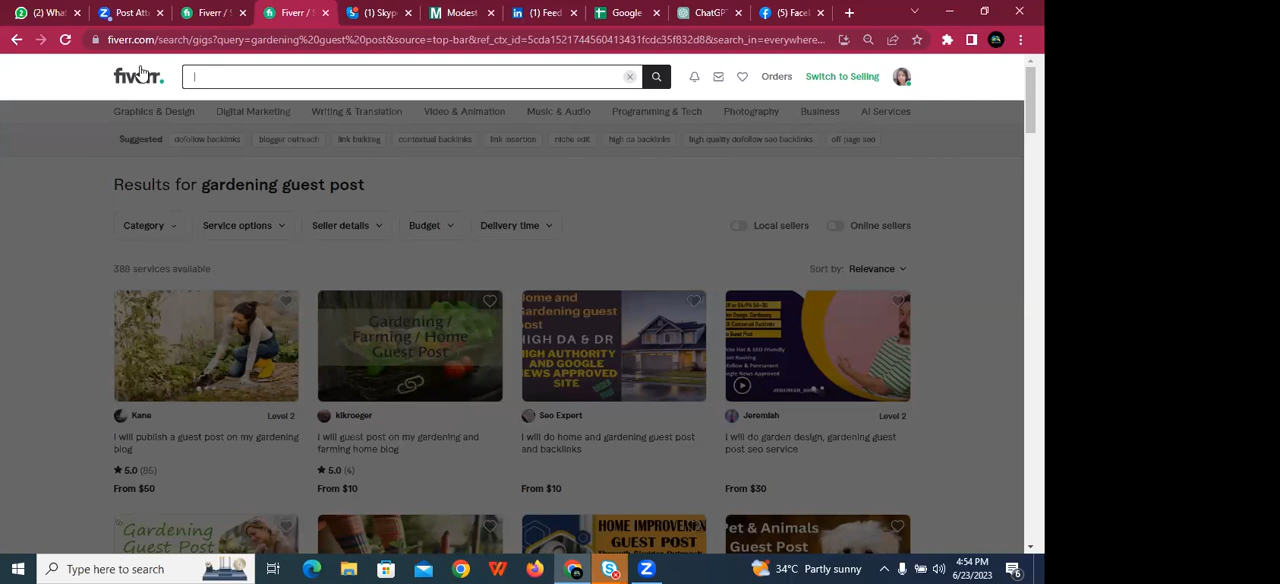 (2) What
Post Atta
Fiverr / S
Fiverr / S
(1) Skyp
Modest
(1) Feed
Google
ChatGP
(5) Facel
fiverr.com/search/gigs?query=gardening%20guest%20post&source=top-bar&ref_ctx_id=5cda1521744560413431fcdc35f832d8&search_in=everywhere...
fiverr.
Orders
Switch to Selling
Graphics & Design
Digital Marketing
Writing & Translation
Video & Animation
Music & Audio
Programming & Tech
Photography
Business
AI Services
Suggested
dofollow backlinks
blogger outreach
link building
contextual backlinks
link insertion
niche edit
high da backlinks
high quality dofollow seo backlinks
off page seo
Results for gardening guest post
Category
Service options
Seller details
Budget
Delivery time
Local sellers
Online sellers
388 services available
Sort by: Relevance
Gardening /
Farming / Home
Guest Post
Home and
Gardening guest
post
HIGH DA & DR
HIGH AUTHORITY
AND GOOGLE
NEWS APPROVED
SITE
Kane
Level 2
klkroeger
Seo Expert
Jeremiah
Level 2
I will publish a guest post on my gardening
blog
I will guest post on my gardening and
farming home blog
I will do home and gardening guest post
and backlinks
I will do garden design, gardening guest
post seo service
5.0 (85)
5.0 (4)
From $50
From $10
From $10
From $30
Gardening
Guest Post
HOME IMPROVEMEN
Pet & Animals
Type here to search
34°C Partly sunny
4:54 PM
6/23/2023
6